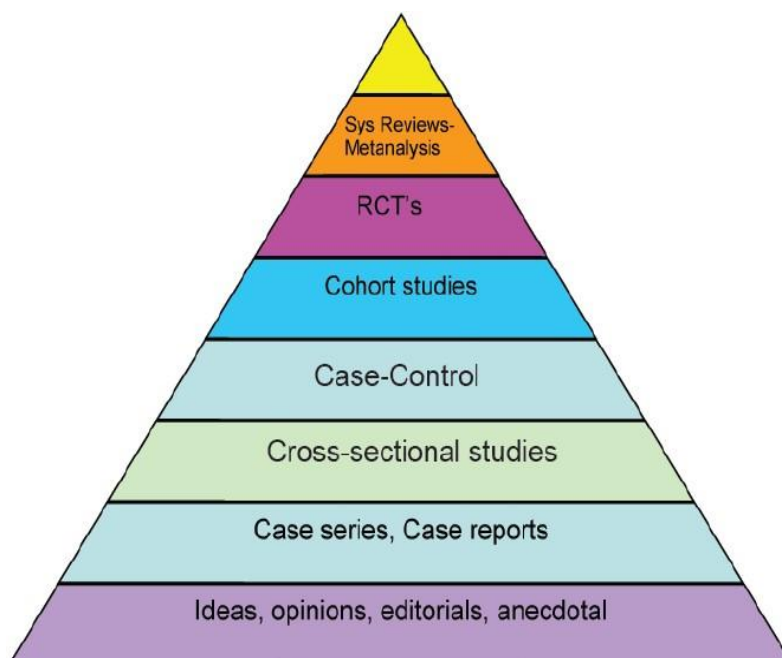 Sys Reviews-
Metanalysis
RCT's
Cohort studies
Case-Control
Cross-sectional studies
Case series, Case reports
Ideas, opinions, editorials, anecdotal